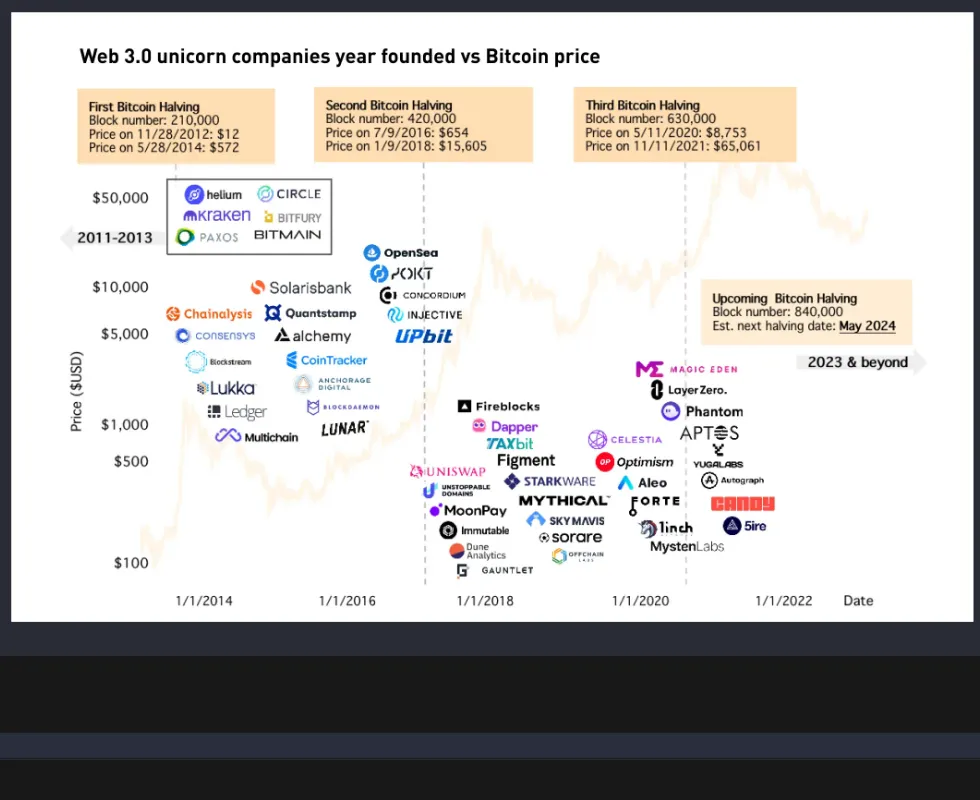 Web 3.0 unicorn companies year founded vs Bitcoin price
First Bitcoin Halving
Block number: 210,000
Price on 11/28/2012: $12
Price on 5/28/2014: $572
Second Bitcoin Halving
Block number: 420,000
Price on 7/9/2016: $654
Price on 1/9/2018: $15,605
Third Bitcoin Halving
Block number: 630,000
Price on 5/11/2020: $8,753
Price on 11/11/2021: $65,061
Upcoming Bitcoin Halving
Block number: 840,000
Est. next halving date: May 2024
2011-2013
2023 & beyond
Price ($USD)
$50,000
$10,000
$5,000
$1,000
$500
$100
helium
CIRCLE
KRAKEN
BITFURY
PAXOS
BITMAIN
Solarisbank
Chainalysis
Quantstamp
CONSENSYS
alchemy
Blockstream
CoinTracker
LUKKA
ANCHORAGE
DIGITAL
Ledger
BLOCKDAEMON
Multichain
LUNAR
OpenSea
POKT
CONCORDIUM
INJECTIVE
UPbit
Fireblocks
Dapper
TAXbit
Figment
UNISWAP
STARKWARE
UNSTOPPABLE
DOMAINS
MYTHICAL
MoonPay
SKY MAVIS
Immutable
sorare
Dune
Analytics
OFFCHAIN
LABS
GAUNTLET
MAGIC EDEN
LayerZero.
Phantom
APTOS
CELESTIA
YUGALABS
OP Optimism
Aleo
Autograph
FORTE
CANDY
1inch
5ire
MystenLabs
1/1/2014
1/1/2016
1/1/2018
1/1/2020
1/1/2022
Date